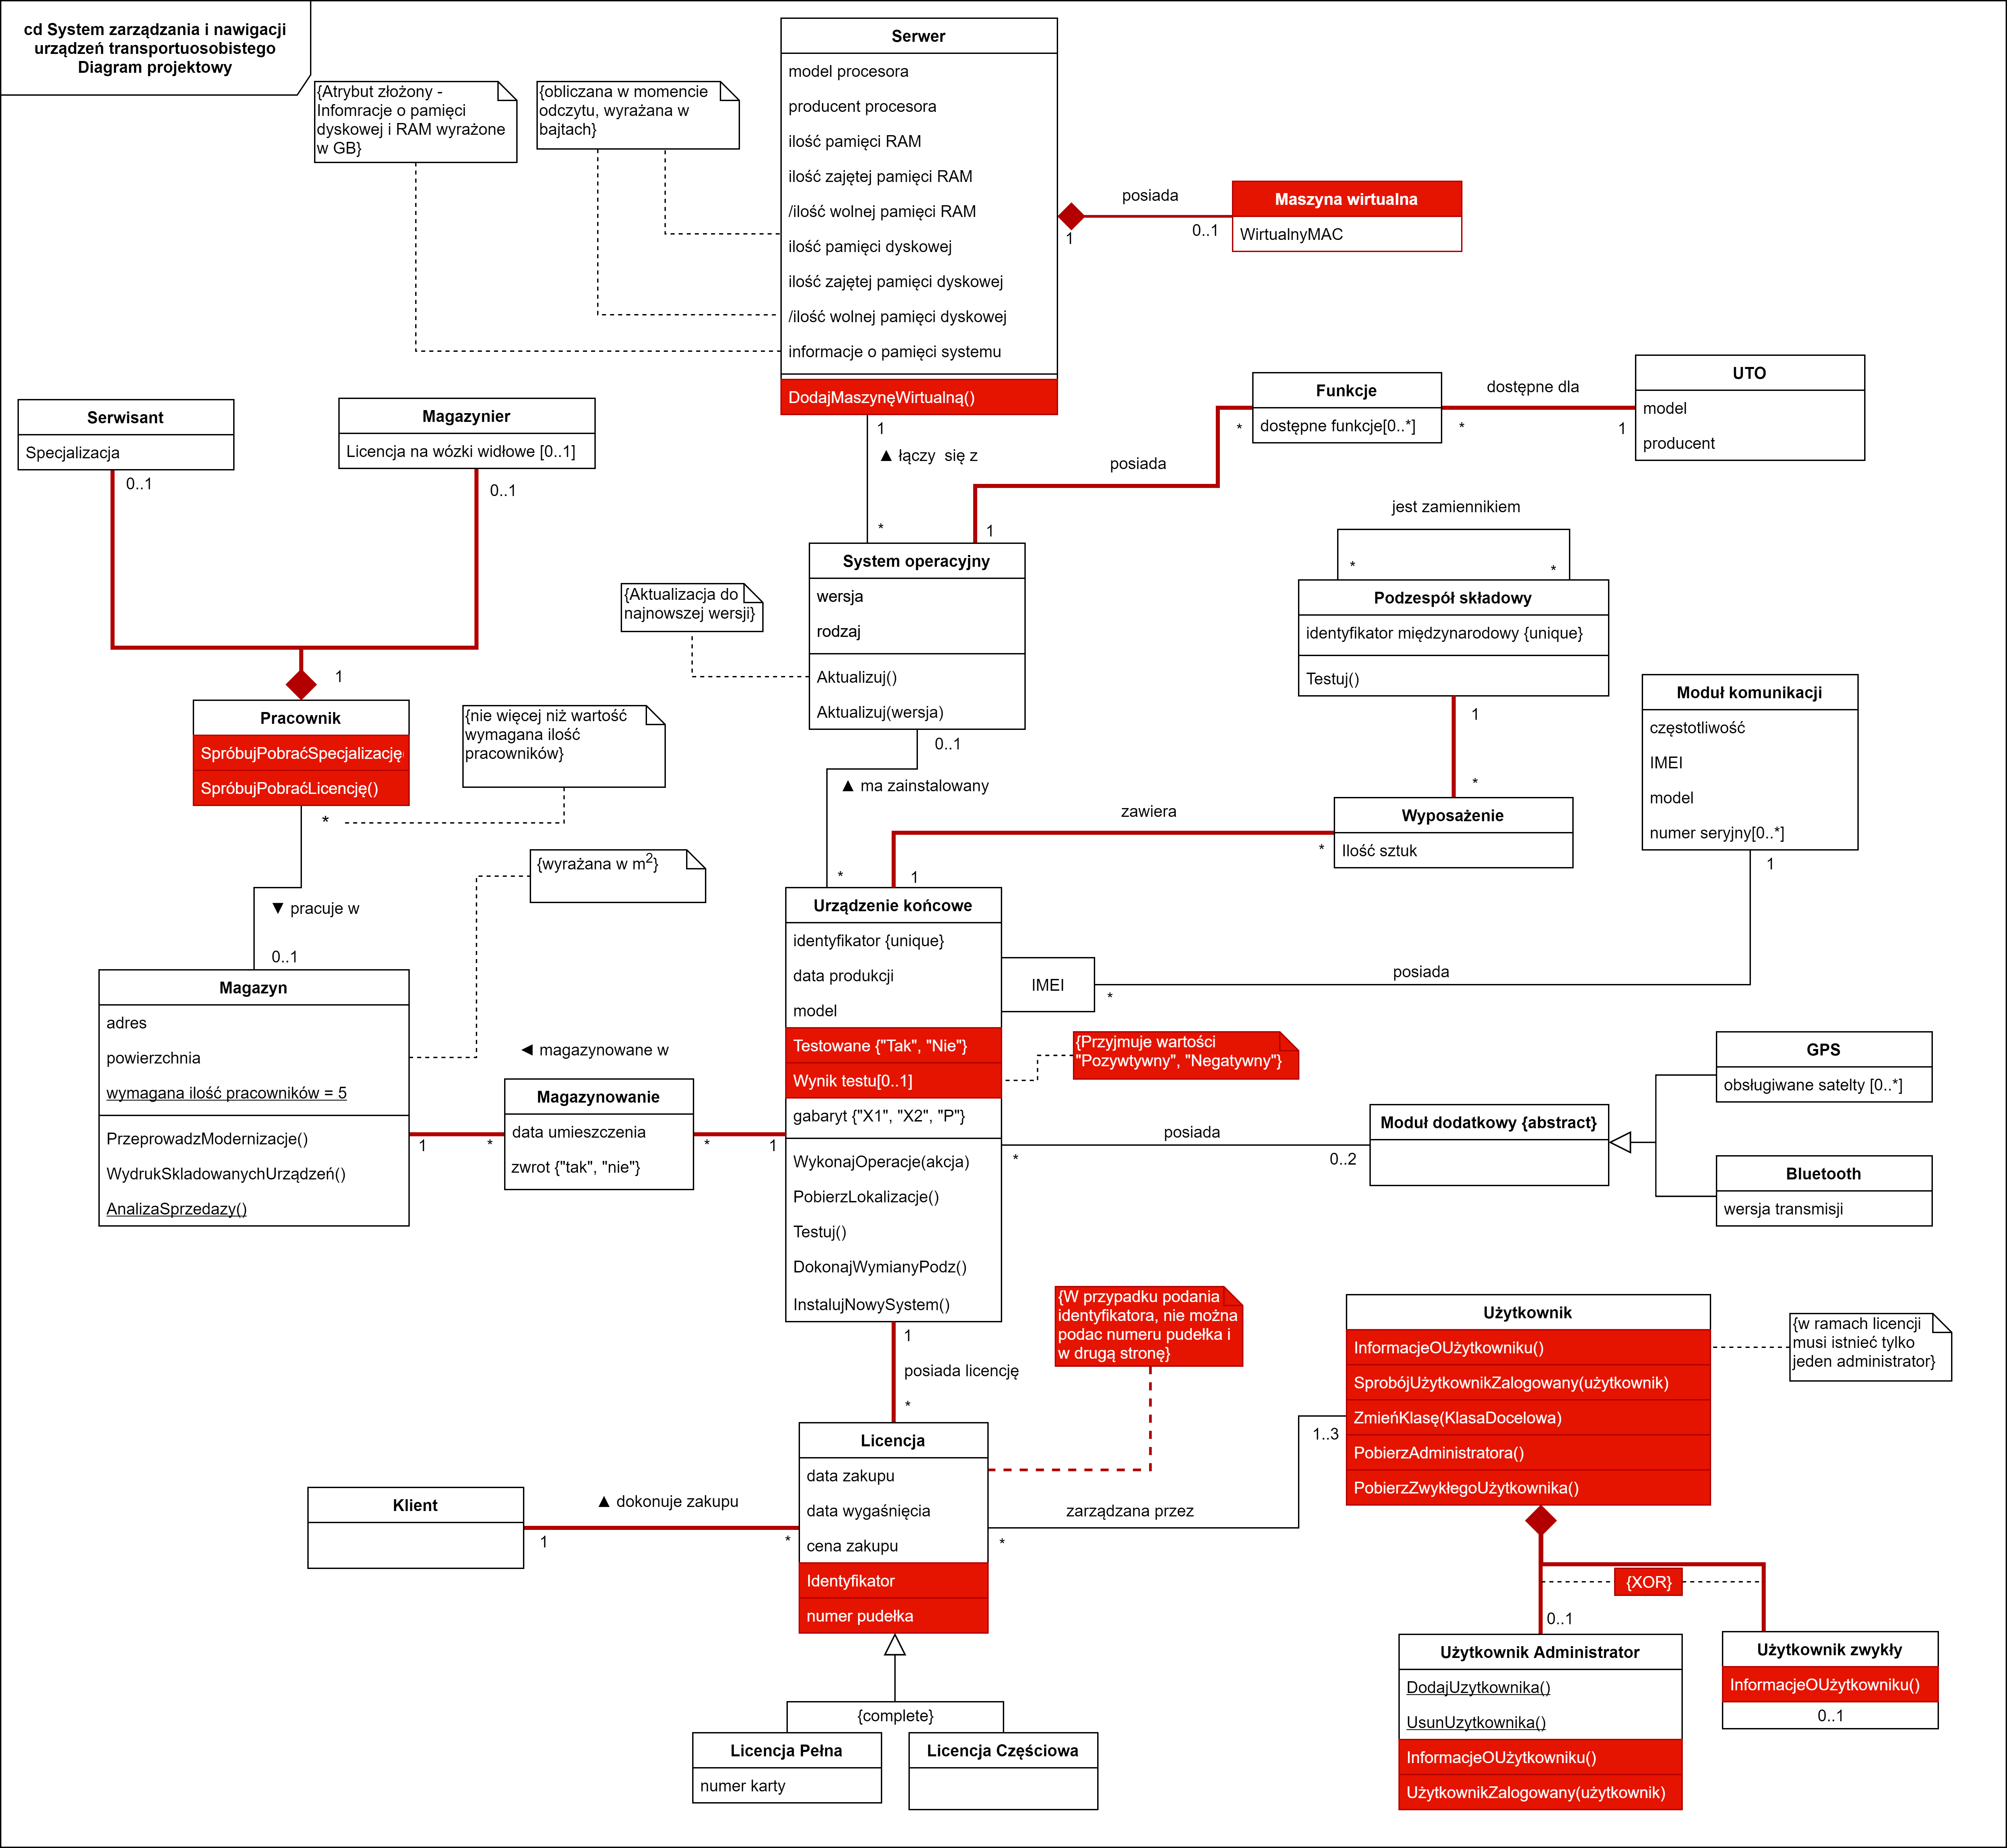 cd System zarządzania i nawigacji
urządzeń transportuosobistego
Diagram projektowy
{Atrybut złożony -
Infomracje o pamięci
dyskowej i RAM wyrażone
w GB}
{obliczana w momencie
odczytu, wyrażana w
bajtach}
Serwer
model procesora
producent procesora
ilość pamięci RAM
ilość zajętej pamięci RAM
/ilość wolnej pamięci RAM
ilość pamięci dyskowej
ilość zajętej pamięci dyskowej
/ilość wolnej pamięci dyskowej
informacje o pamięci systemu
DodajMaszynęWirtualną()
posiada
1
0..1
Maszyna wirtualna
WirtualnyMAC
Serwisant
Specjalizacja
0..1
Magazynier
Licencja na wózki widłowe [0..1]
0..1
1
▲ łączy się z
*
Funkcje
dostępne funkcje[0..*]
*
posiada
1
dostępne dla
*
1
UTO
model
producent
jest zamiennikiem
*
*
Podzespół składowy
identyfikator międzynarodowy {unique}
Testuj()
1
*
System operacyjny
wersja
rodzaj
Aktualizuj()
Aktualizuj(wersja)
{Aktualizacja do
najnowszej wersji}
0..1
▲ ma zainstalowany
*
1
Pracownik
SpróbujPobraćSpecjalizację
SpróbujPobraćLicencję()
*
{nie więcej niż wartość
wymagana ilość
pracowników}
Moduł komunikacji
częstotliwość
IMEI
model
numer seryjny[0..*]
1
zawiera
1
*
Wyposażenie
Ilość sztuk
{wyrażana w m2}
▼ pracuje w
0..1
Magazyn
adres
powierzchnia
wymagana ilość pracowników = 5
PrzeprowadzModernizacje()
WydrukSkladowanychUrządzeń()
AnalizaSprzedazy()
◄ magazynowane w
1
*
Magazynowanie
data umieszczenia
zwrot {"tak", "nie"}
*
1
Urządzenie końcowe
identyfikator {unique}
data produkcji
model
Testowane {"Tak", "Nie"}
Wynik testu[0..1]
gabaryt {"X1", "X2", "P"}
WykonajOperacje(akcja)
PobierzLokalizacje()
Testuj()
DokonajWymianyPodz()
InstalujNowySystem()
IMEI
*
posiada
{Przyjmuje wartości
"Pozywtywny", "Negatywny"}
posiada
*
0..2
Moduł dodatkowy {abstract}
GPS
obsługiwane satelty [0..*]
Bluetooth
wersja transmisji
1
posiada licencję
*
{W przypadku podania
identyfikatora, nie można
podac numeru pudełka i
w drugą stronę}
Użytkownik
InformacjeOUżytkowniku()
SprobójUżytkownikZalogowany(użytkownik)
ZmieńKlasę(KlasaDocelowa)
PobierzAdministratora()
PobierzZwykłegoUżytkownika()
{w ramach licencji
musi istnieć tylko
jeden administrator}
Klient
▲ dokonuje zakupu
1
*
Licencja
data zakupu
data wygaśnięcia
cena zakupu
Identyfikator
numer pudełka
zarządzana przez
*
1..3
{XOR}
0..1
Użytkownik Administrator
DodajUzytkownika()
UsunUzytkownika()
InformacjeOUżytkowniku()
UżytkownikZalogowany(użytkownik)
Użytkownik zwykły
InformacjeOUżytkowniku()
0..1
{complete}
Licencja Pełna
numer karty
Licencja Częściowa